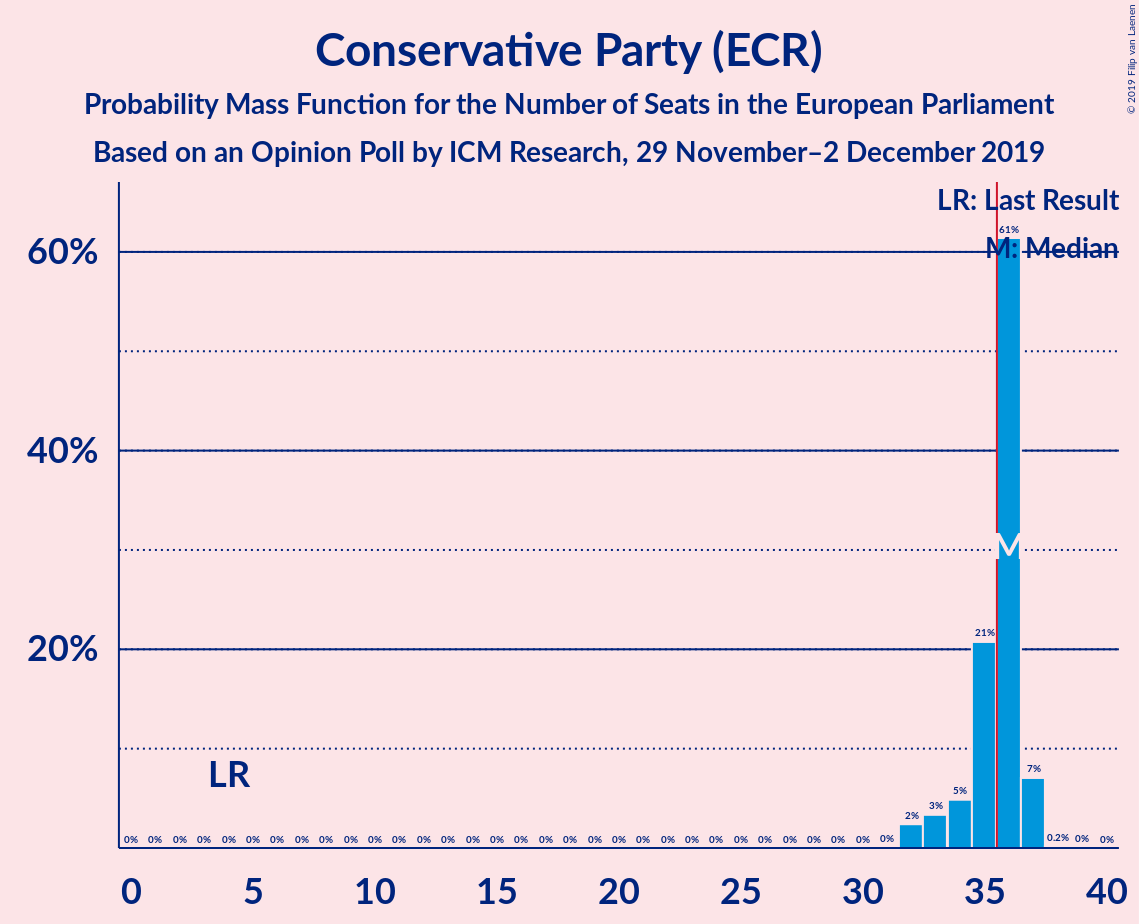 Conservative Party (ECR)
Probability Mass Function for the Number of Seats in the European Parliament
Based on an Opinion Poll by ICM Research, 29 November–2 December 2019
© 2019 Filip van Laenen
LR: Last Result
M: Median
60%
40%
20%
61%
M
21%
LR
0% 0% 0% 0% 0% 0% 0% 0% 0% 0% 0% 0% 0% 0% 0% 0% 0% 0% 0% 0% 0% 0% 0% 0% 0% 0% 0% 0% 0% 0% 0% 0% 2% 3% 5% 7% 0.2% 0% 0%
0 5 10 15 20 25 30 35 40